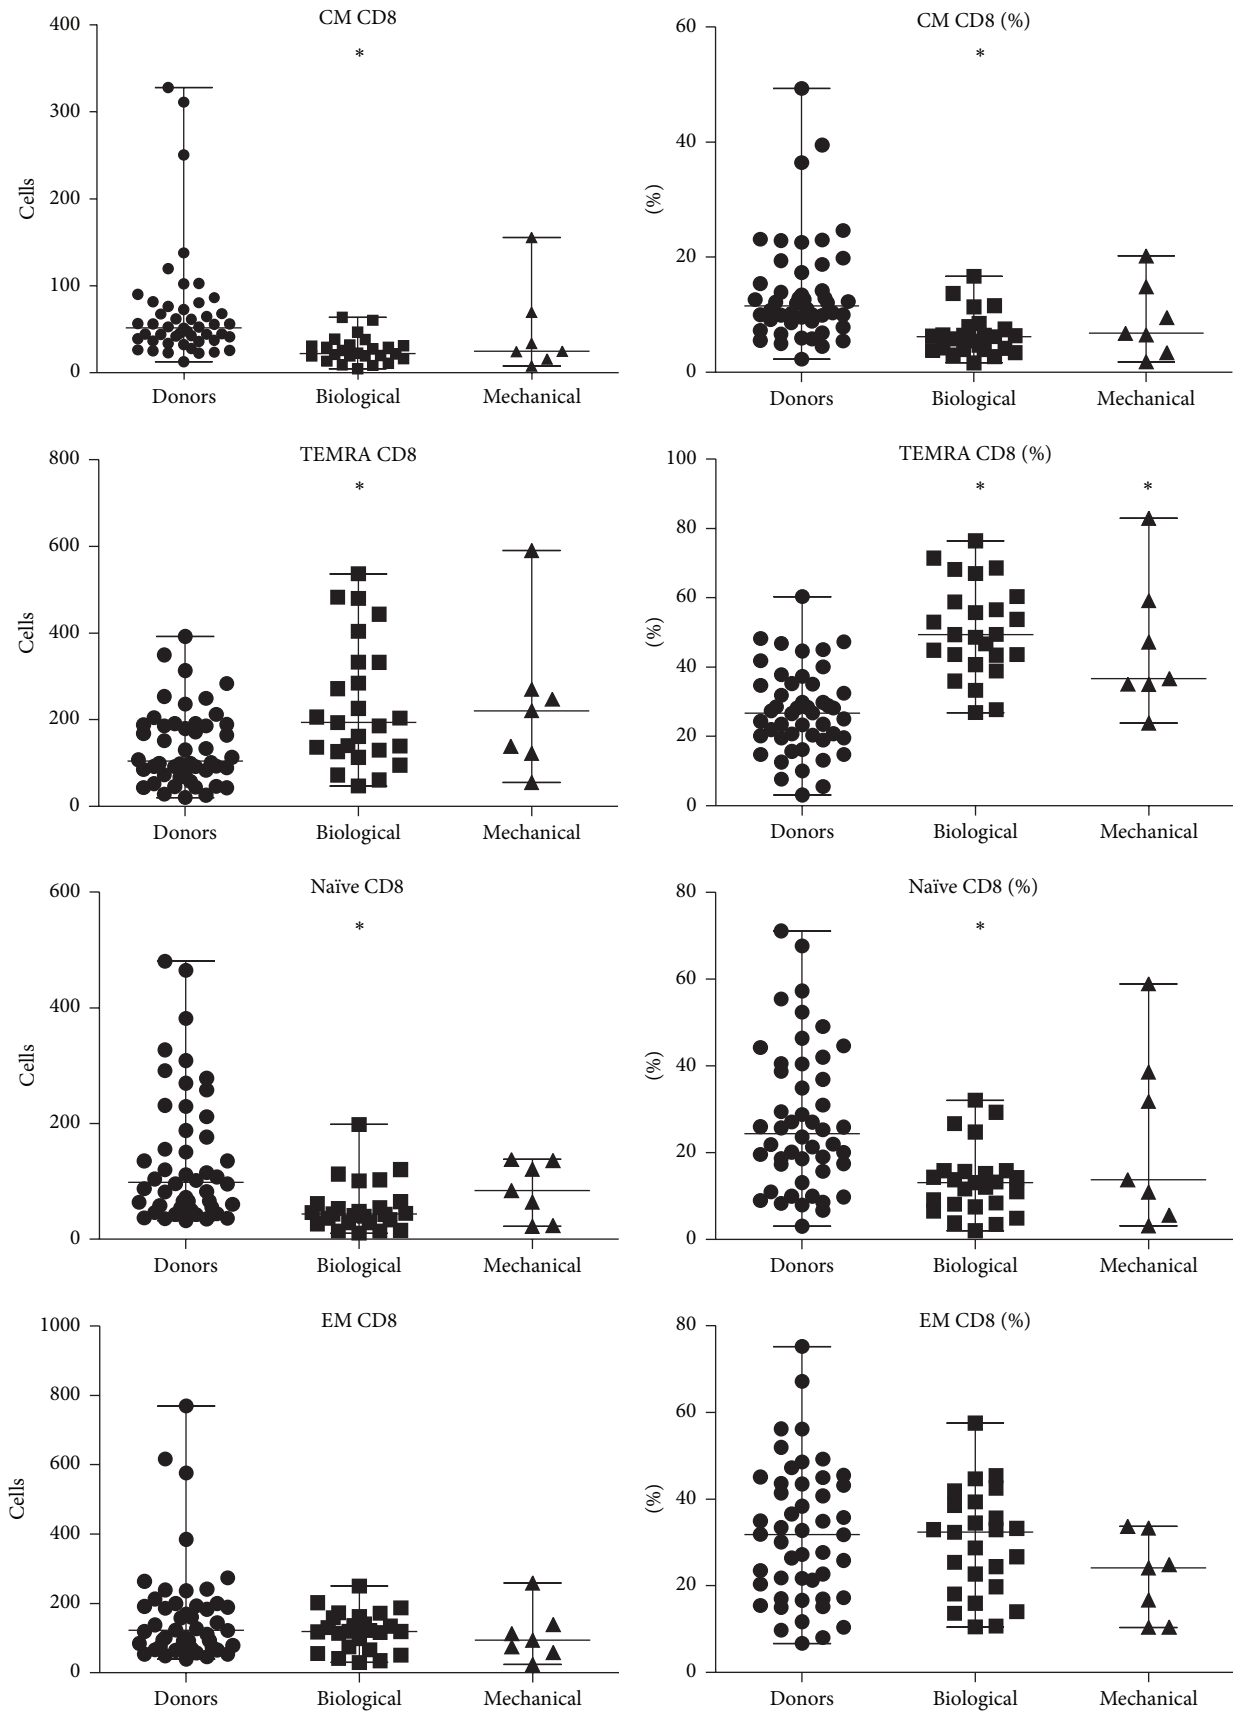 CM CD8
*
400
300
200
100
0
Cells
Donors Biological Mechanical
CM CD8 (%)
*
60
40
20
0
(%)
Donors Biological Mechanical
TEMRA CD8
*
800
600
400
200
0
Cells
Donors Biological Mechanical
TEMRA CD8 (%)
* *
100
80
60
40
20
0
(%)
Donors Biological Mechanical
Naïve CD8
*
600
400
200
0
Cells
Donors Biological Mechanical
Naïve CD8 (%)
*
80
60
40
20
0
(%)
Donors Biological Mechanical
EM CD8
1000
800
600
400
200
0
Cells
Donors Biological Mechanical
EM CD8 (%)
80
60
40
20
0
(%)
Donors Biological Mechanical